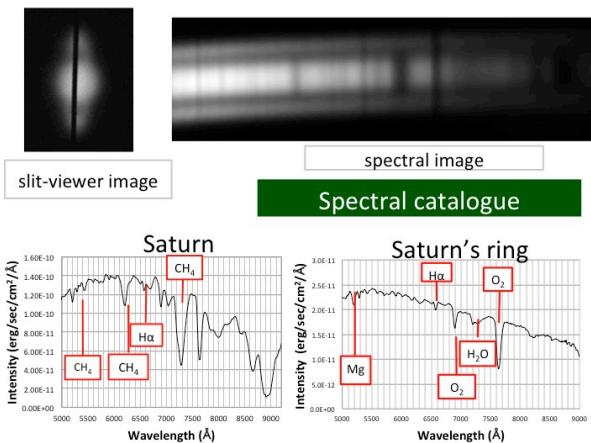 slit-viewer image
spectral image
Spectral catalogue
Saturn
Intensity (erg/sec/cm²/Å)
1.60E-10
1.40E-10
1.20E-10
1.00E-10
8.00E-11
6.00E-11
4.00E-11
2.00E-11
0.00E+00
CH₄
Hα
CH₄
CH₄
5000 5500 6000 6500 7000 7500 8000 8500 9000
Wavelength (Å)
Saturn's ring
Intensity (erg/sec/cm²/Å)
3.0E-11
2.5E-11
2.0E-11
1.5E-11
1.0E-11
5.0E-12
0.0E+00
Hα
O₂
H₂O
Mg
O₂
5000 5500 6000 6500 7000 7500 8000 8500 9000
Wavelength (Å)